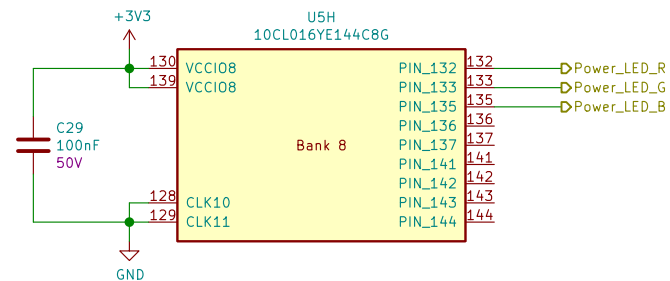 +3V3
U5H
10CL016YE144C8G
130 VCCIO8
139 VCCIO8
PIN_132 132 Power_LED_R
PIN_133 133 Power_LED_G
PIN_135 135 Power_LED_B
PIN_136 136
PIN_137 137
PIN_141 141
PIN_142 142
PIN_143 143
PIN_144 144
Bank 8
C29
100nF
50V
128 CLK10
129 CLK11
GND